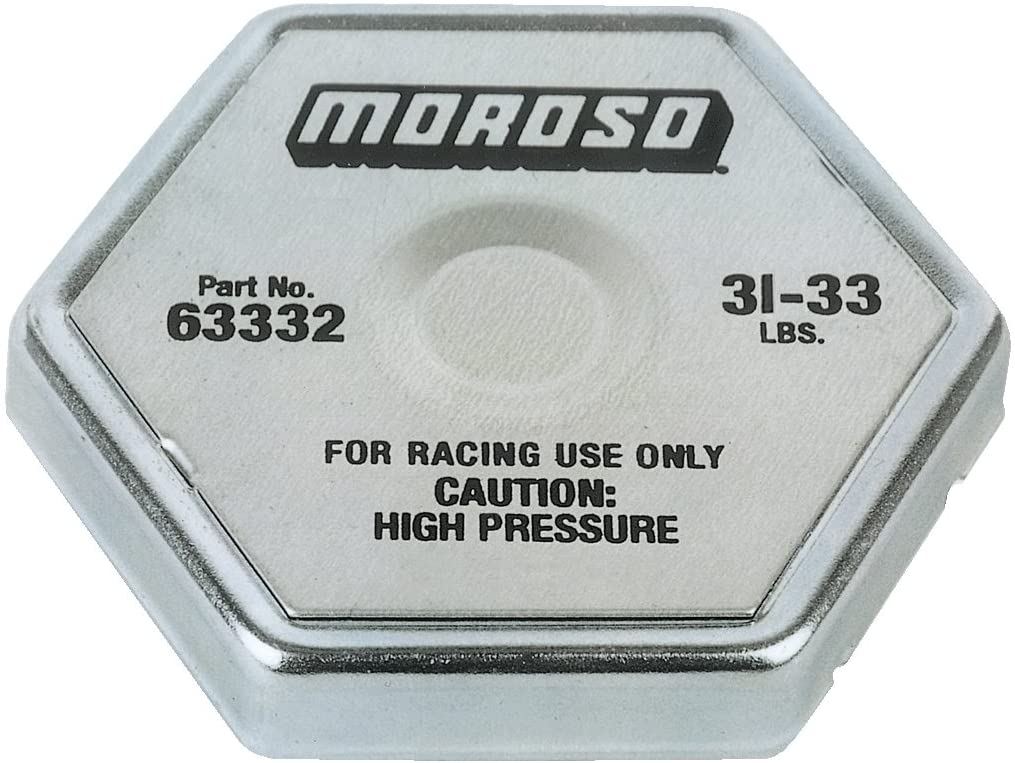 MOROSO
Part No.
63332
31-33
LBS.
FOR RACING USE ONLY
CAUTION:
HIGH PRESSURE